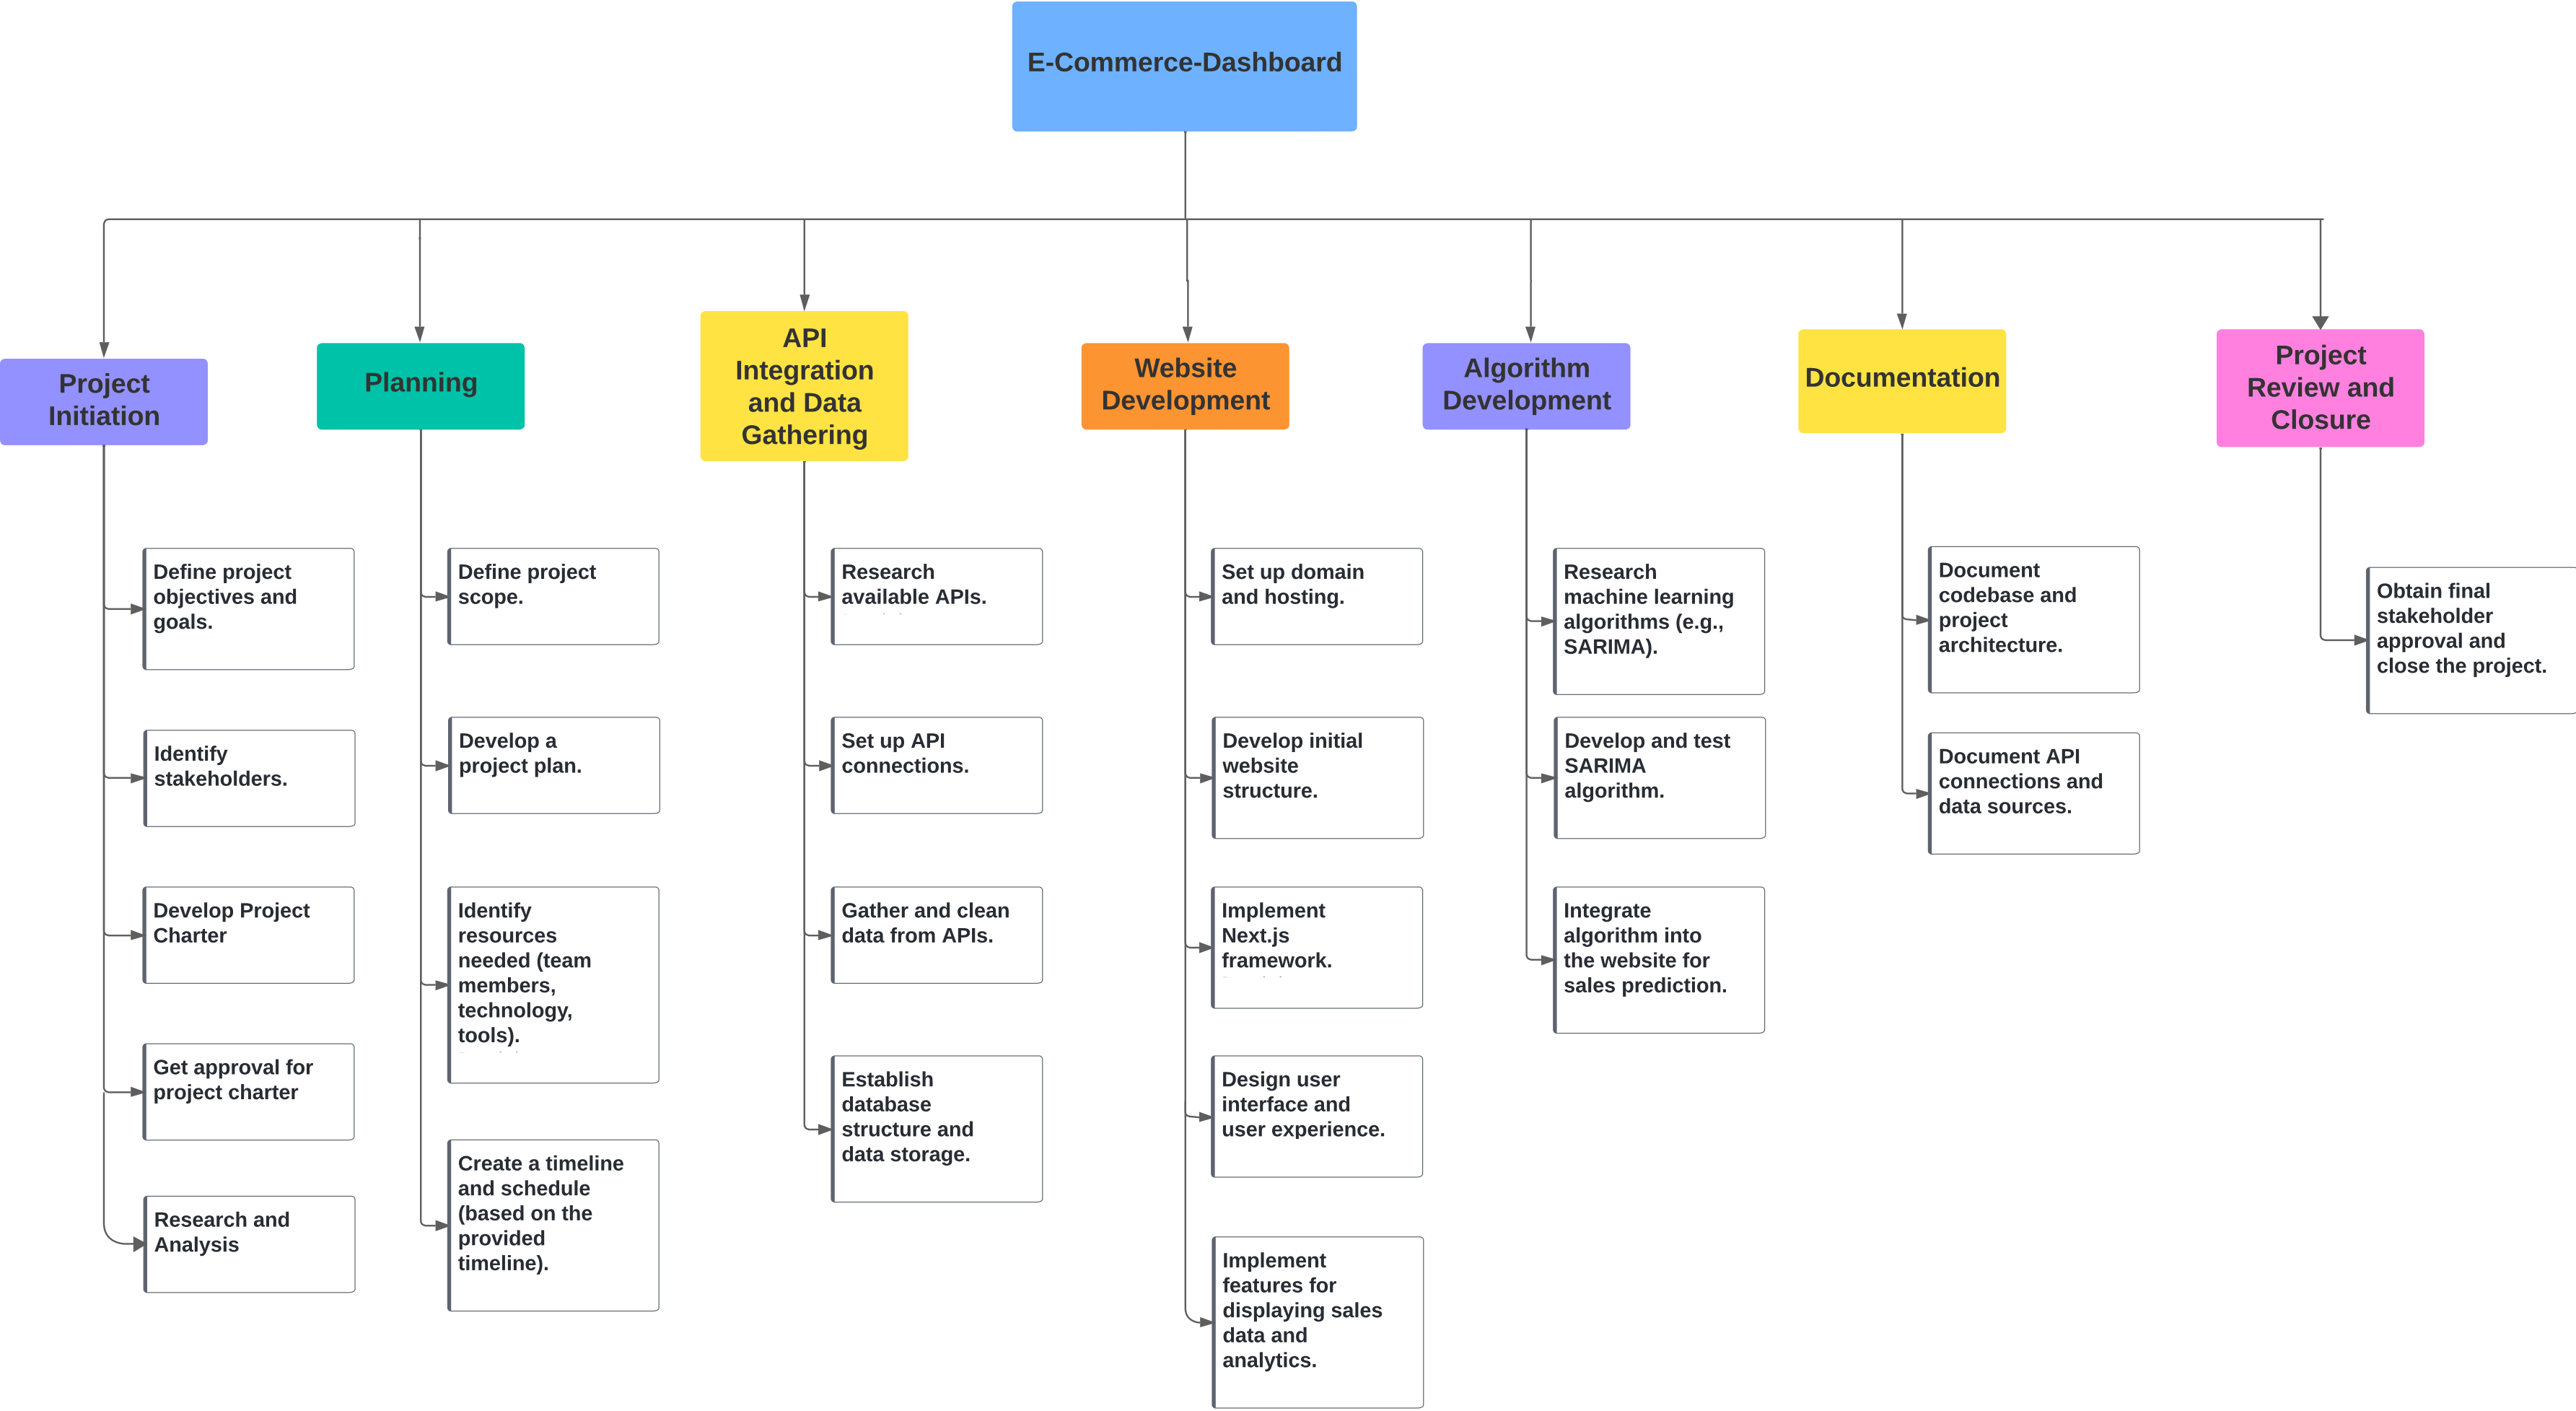 E-Commerce-Dashboard
Project
Initiation
Define project
objectives and
goals.
Identify
stakeholders.
Develop Project
Charter
Get approval for
project charter
Research and
Analysis
Planning
Define project
scope.
Develop a
project plan.
Identify
resources
needed (team
members,
technology,
tools).
Create a timeline
and schedule
(based on the
provided
timeline).
API
Integration
and Data
Gathering
Research
available APIs.
Set up API
connections.
Gather and clean
data from APIs.
Establish
database
structure and
data storage.
Website
Development
Set up domain
and hosting.
Develop initial
website
structure.
Implement
Next.js
framework.
Design user
interface and
user experience.
Implement
features for
displaying sales
data and
analytics.
Algorithm
Development
Research
machine learning
algorithms (e.g.,
SARIMA).
Develop and test
SARIMA
algorithm.
Integrate
algorithm into
the website for
sales prediction.
Documentation
Document
codebase and
project
architecture.
Document API
connections and
data sources.
Project
Review and
Closure
Obtain final
stakeholder
approval and
close the project.